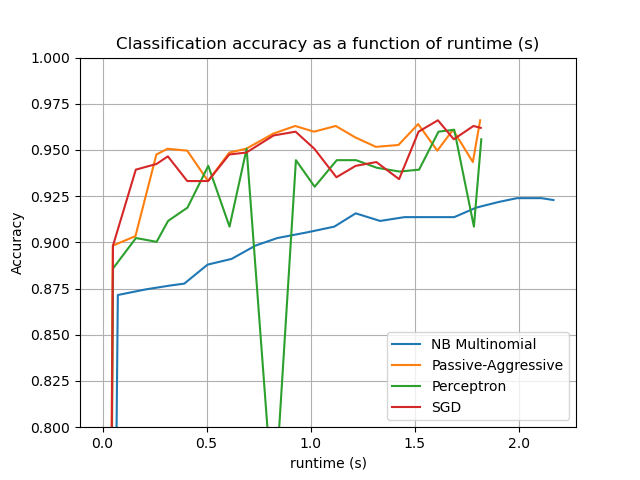 Classification accuracy as a function of runtime (s)
1.000
0.975
0.950
0.925
0.900
0.875
0.850
0.825
0.800
Accuracy
NB Multinomial
Passive-Aggressive
Perceptron
SGD
0.0 0.5 1.0 1.5 2.0
runtime (s)